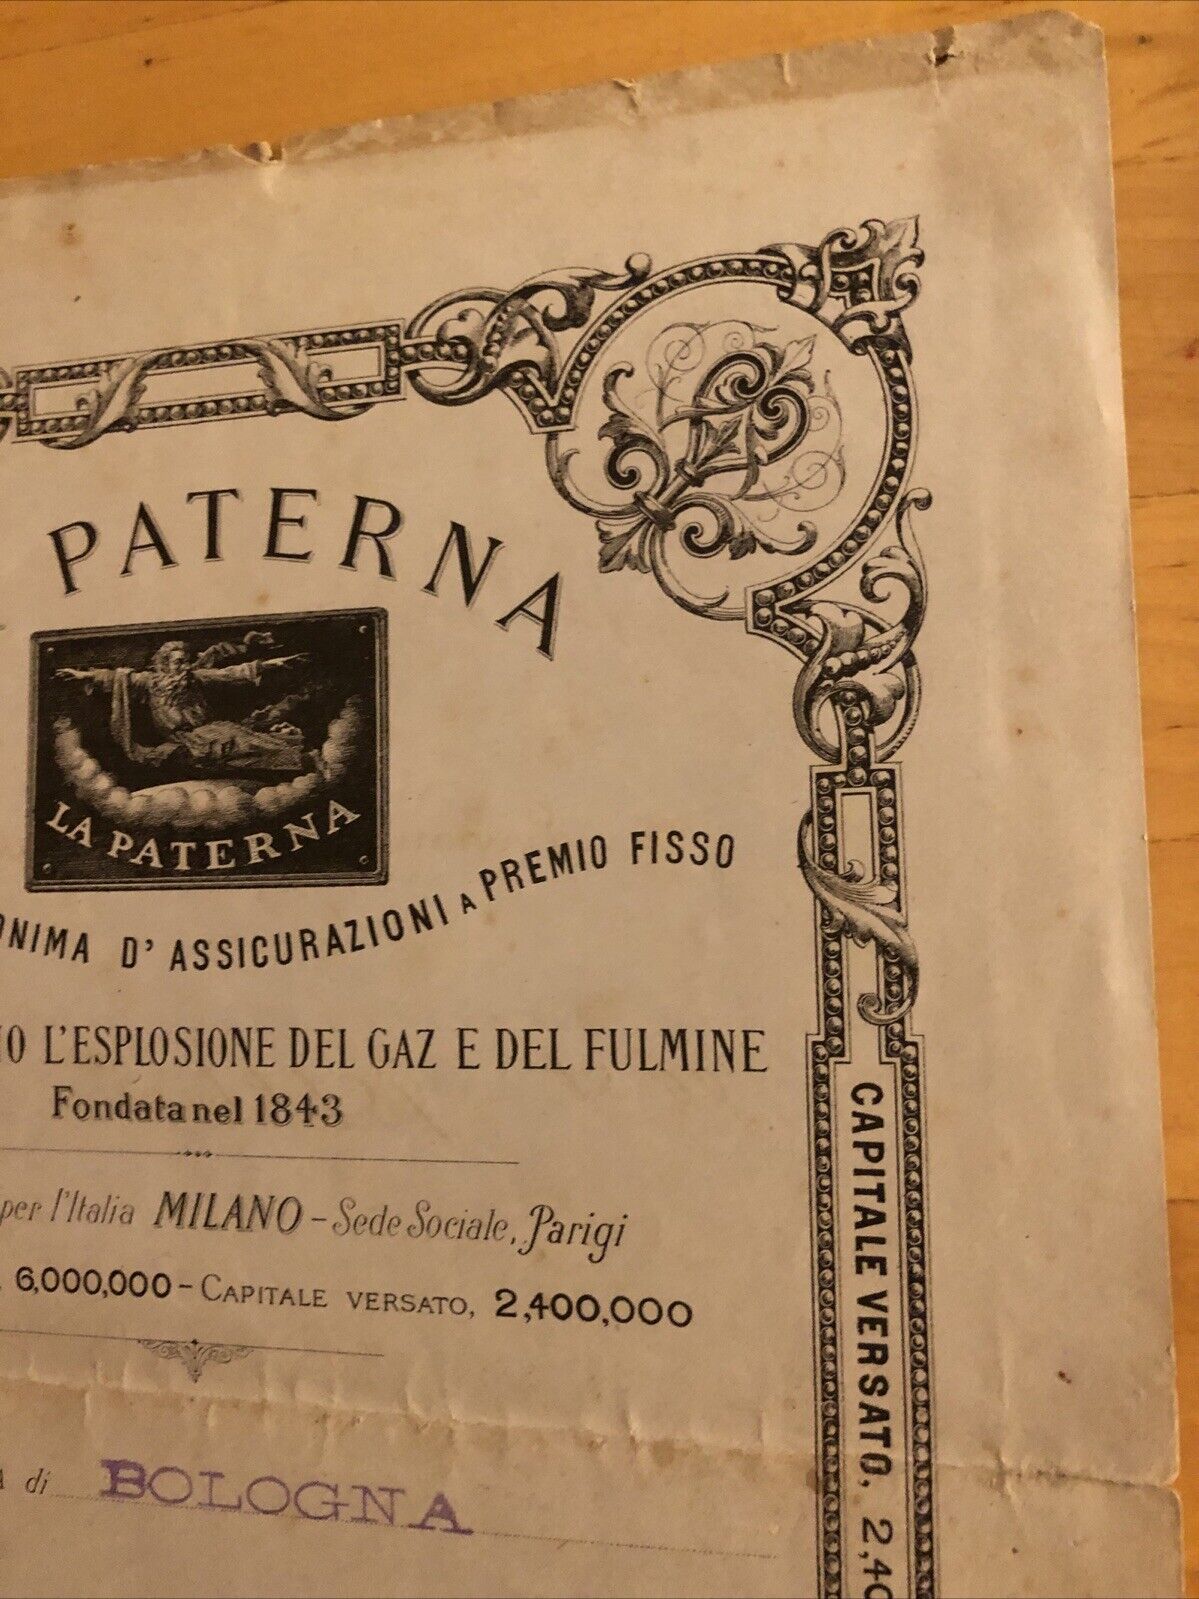 PATERNA
LA PATERNA
D' ASSICURAZIONI A PREMIO FISSO
L'ESPLOSIONE DEL GAZ E DEL FULMINE
Fondata nel 1843
per l'Italia MILANO - Sede Sociale, Parigi
6,000,000 - CAPITALE VERSATO, 2,400,000
di BOLOGNA
CAPITALE VERSATO, 2,40